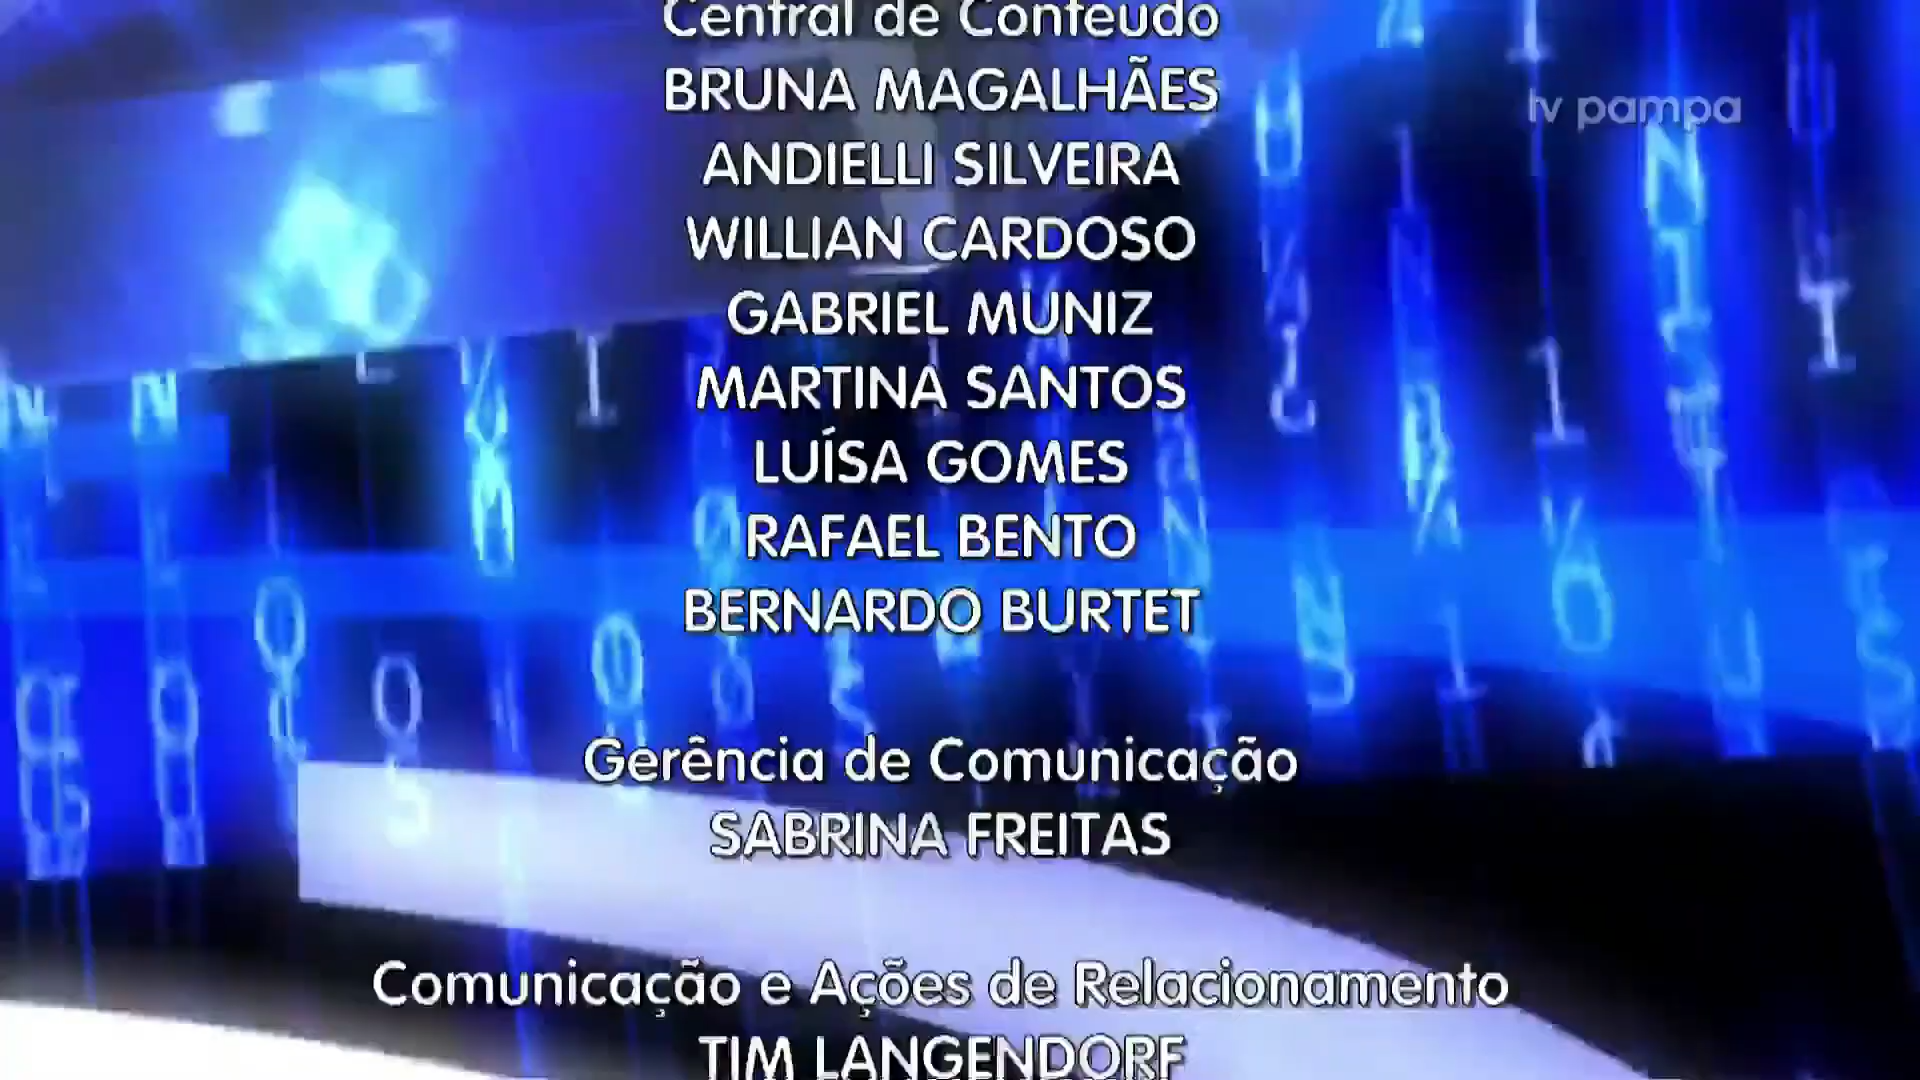 Central de Conteúdo
BRUNA MAGALHÃES
tv pampa
ANDIELLI SILVEIRA
WILLIAN CARDOSO
GABRIEL MUNIZ
MARTINA SANTOS
LUÍSA GOMES
RAFAEL BENTO
BERNARDO BURTET
Gerência de Comunicação
SABRINA FREITAS
Comunicação e Ações de Relacionamento
TIM LANGENDORF